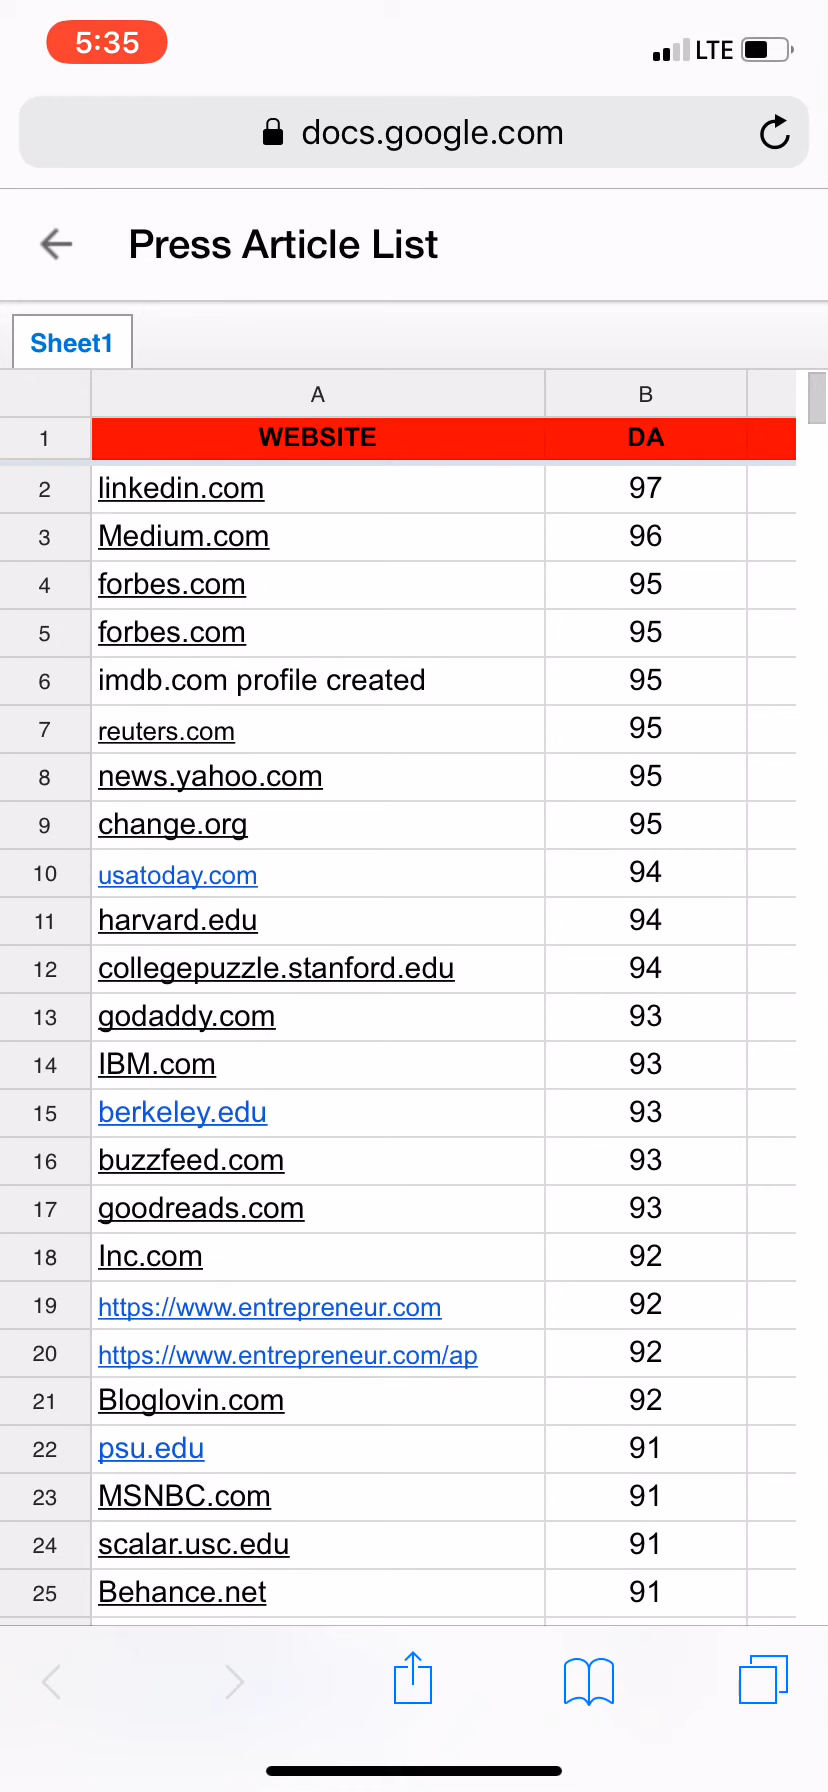 5:35
LTE
docs.google.com
Press Article List
Sheet1
A B
1 WEBSITE DA
2 linkedin.com 97
3 Medium.com 96
4 forbes.com 95
5 forbes.com 95
6 imdb.com profile created 95
7 reuters.com 95
8 news.yahoo.com 95
9 change.org 95
10 usatoday.com 94
11 harvard.edu 94
12 collegepuzzle.stanford.edu 94
13 godaddy.com 93
14 IBM.com 93
15 berkeley.edu 93
16 buzzfeed.com 93
17 goodreads.com 93
18 Inc.com 92
19 https://www.entrepreneur.com 92
20 https://www.entrepreneur.com/ap 92
21 Bloglovin.com 92
22 psu.edu 91
23 MSNBC.com 91
24 scalar.usc.edu 91
25 Behance.net 91